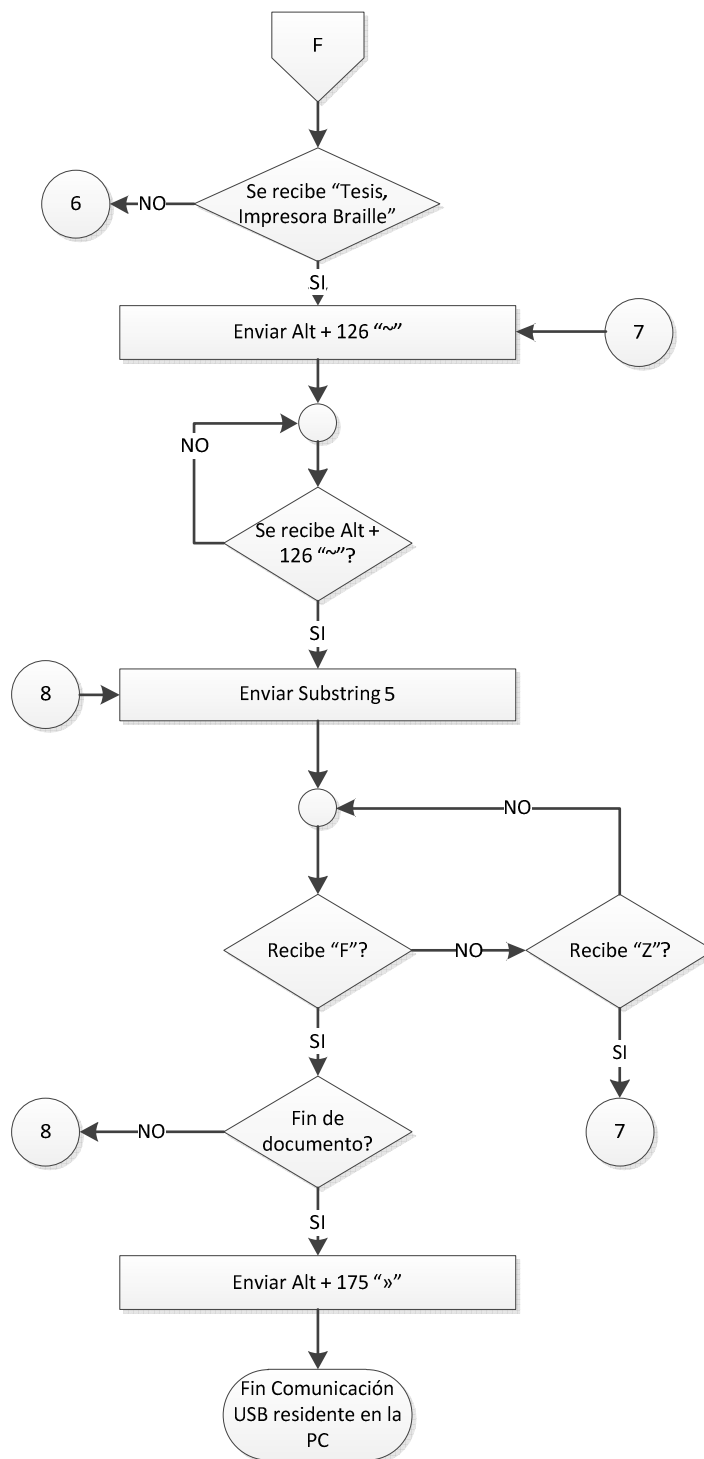 F
Se recibe “Tesis,
Impresora Braille”
6
NO
SI
Enviar Alt + 126 “~”
7
NO
Se recibe Alt +
126 “~”?
SI
8
Enviar Substring 5
NO
Recibe “F”?
NO
Recibe “Z”?
SI
SI
Fin de
documento?
8
NO
7
SI
Enviar Alt + 175 “»”
Fin Comunicación
USB residente en la
PC